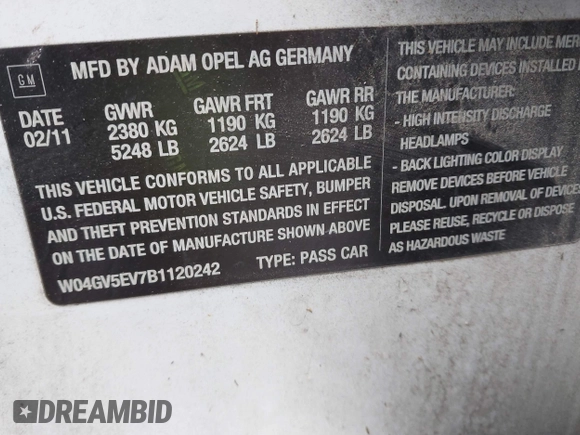 GM
MFD BY ADAM OPEL AG GERMANY
DATE GVWR GAWR FRT GAWR RR
02/11 2380 KG 1190 KG 1190 KG
5248 LB 2624 LB 2624 LB
THIS VEHICLE CONFORMS TO ALL APPLICABLE
U.S. FEDERAL MOTOR VEHICLE SAFETY, BUMPER
AND THEFT PREVENTION STANDARDS IN EFFECT
ON THE DATE OF MANUFACTURE SHOWN ABOVE
W04GV5EV7B1120242 TYPE: PASS CAR
THIS VEHICLE MAY INCLUDE MER
CONTAINING DEVICES INSTALLED
THE MANUFACTURER:
- HIGH INTENSITY DISCHARGE
HEADLAMPS
- BACK LIGHTING COLOR DISPLAY
REMOVE DEVICES BEFORE VEHICLE
DISPOSAL. UPON REMOVAL OF DEVICES
PLEASE REUSE, RECYCLE OR DISPOSE
AS HAZARDOUS WASTE
DREAMBID